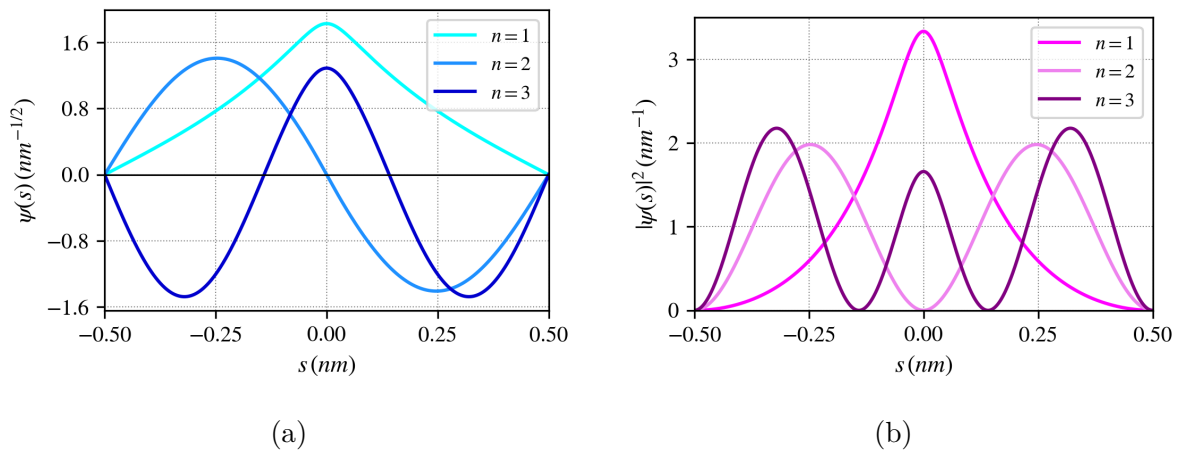 1.6
0.8
0.0
−0.8
−1.6
ψ(s) (nm⁻¹/²)
n = 1
n = 2
n = 3
−0.50 −0.25 0.00 0.25 0.50
s (nm)
(a)
3
2
1
0
|ψ(s)|² (nm⁻¹)
n = 1
n = 2
n = 3
−0.50 −0.25 0.00 0.25 0.50
s (nm)
(b)